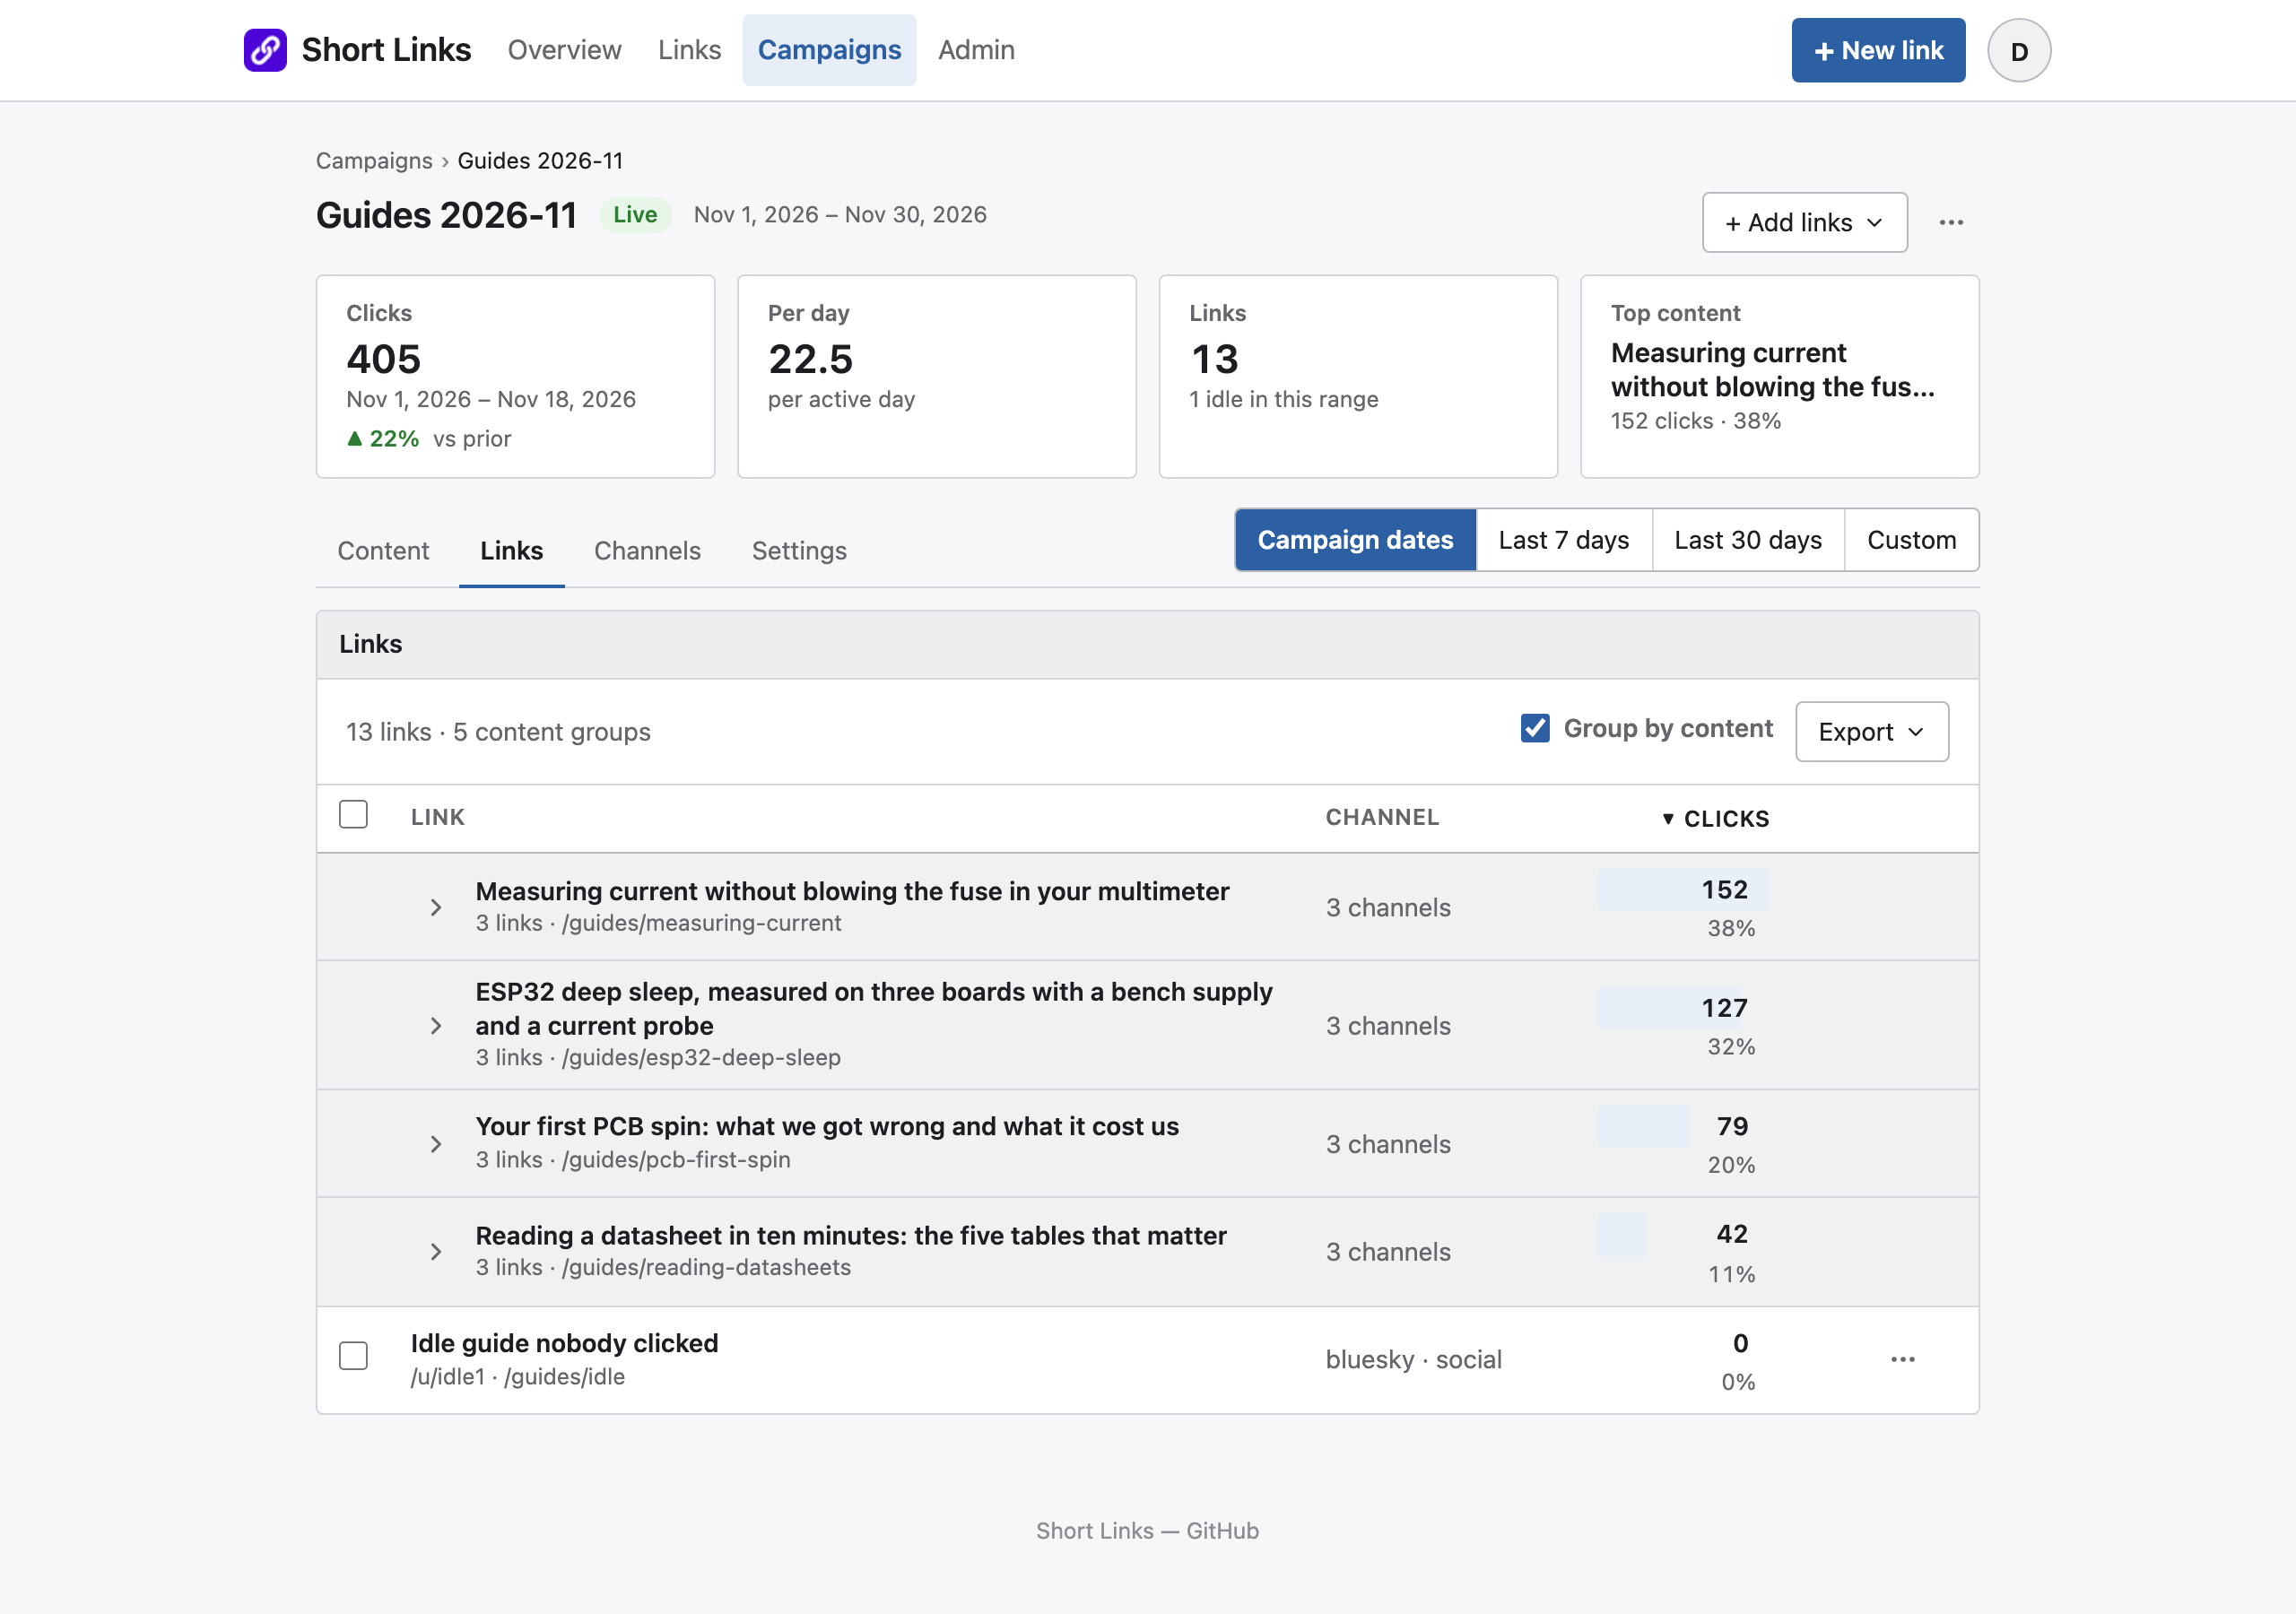 Short Links
Overview
Links
Campaigns
Admin
+ New link
D
Campaigns › Guides 2026-11
Guides 2026-11
Live
Nov 1, 2026 – Nov 30, 2026
+ Add links
Clicks
405
Nov 1, 2026 – Nov 18, 2026
▲ 22% vs prior
Per day
22.5
per active day
Links
13
1 idle in this range
Top content
Measuring current
without blowing the fus...
152 clicks · 38%
Content
Links
Channels
Settings
Campaign dates
Last 7 days
Last 30 days
Custom
Links
13 links · 5 content groups
Group by content
Export
LINK
CHANNEL
▼ CLICKS
Measuring current without blowing the fuse in your multimeter
3 links · /guides/measuring-current
3 channels
152
38%
ESP32 deep sleep, measured on three boards with a bench supply
and a current probe
3 links · /guides/esp32-deep-sleep
3 channels
127
32%
Your first PCB spin: what we got wrong and what it cost us
3 links · /guides/pcb-first-spin
3 channels
79
20%
Reading a datasheet in ten minutes: the five tables that matter
3 links · /guides/reading-datasheets
3 channels
42
11%
Idle guide nobody clicked
/u/idle1 · /guides/idle
bluesky · social
0
0%
Short Links — GitHub